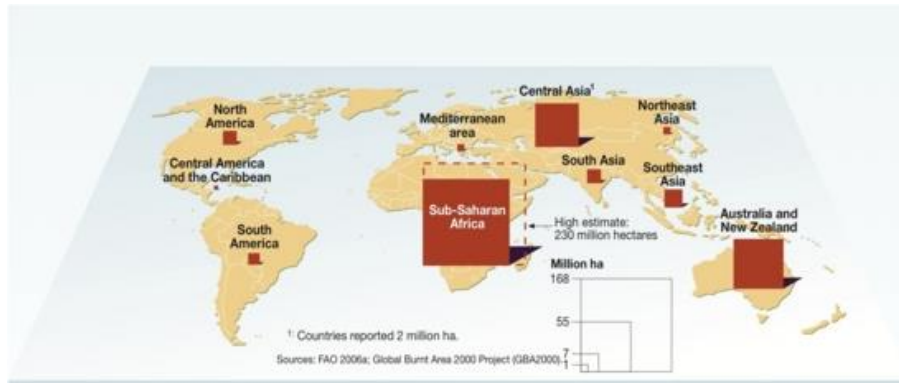 Central Asia¹
North
America
Mediterranean
area
Northeast
Asia
Central America
and the Caribbean
South Asia
Southeast
Asia
Sub-Saharan
Africa
South
America
High estimate:
230 million hectares
Australia and
New Zealand
Million ha
168
55
7
1
¹: Countries reported 2 million ha.
Sources: FAO 2006a; Global Burnt Area 2000 Project (GBA2000).